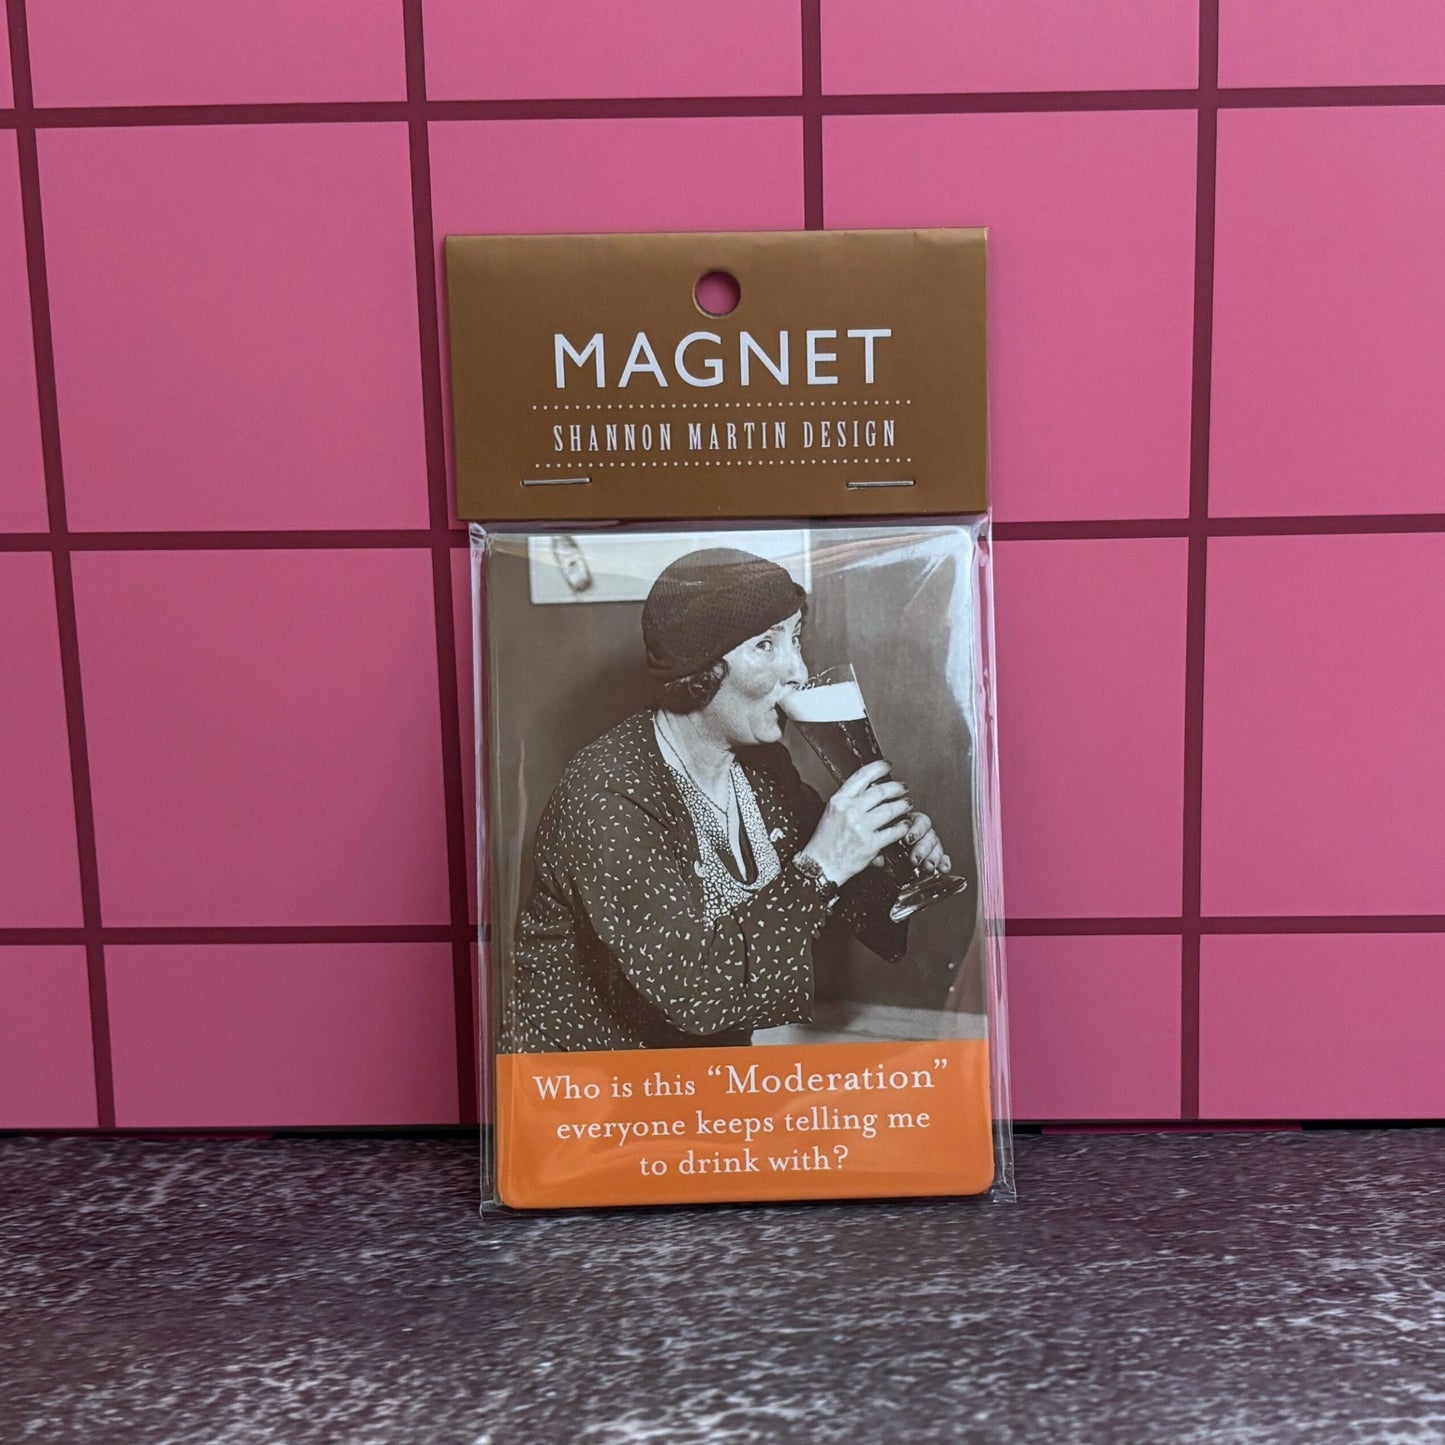 MAGNET
SHANNON MARTIN DESIGN
Who is this “Moderation”
everyone keeps telling me
to drink with?